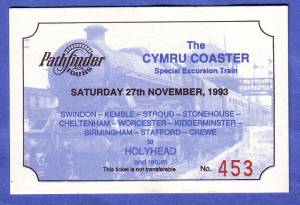 Pathfinder
Tours
The
CYMRU COASTER
Special Excursion Train
SATURDAY 27th NOVEMBER, 1993
SWINDON – KEMBLE – STROUD – STONEHOUSE –
CHELTENHAM – WORCESTER – KIDDERMINSTER –
BIRMINGHAM – STAFFORD – CREWE
to
HOLYHEAD
and return
This ticket is not transferable
No. 453